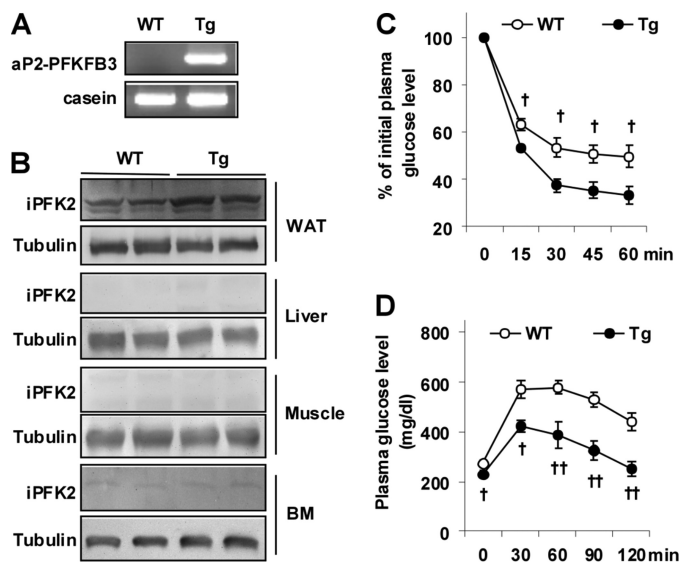 A
WT Tg
aP2-PFKFB3
casein
B
WT Tg
iPFK2
Tubulin
WAT
iPFK2
Tubulin
Liver
iPFK2
Tubulin
Muscle
iPFK2
Tubulin
BM
C
WT Tg
% of initial plasma
glucose level
100
80
60
40
20
† † † †
0 15 30 45 60 min
D
WT Tg
Plasma glucose level
(mg/dl)
800
600
400
200
0
† † †† †† ††
0 30 60 90 120 min